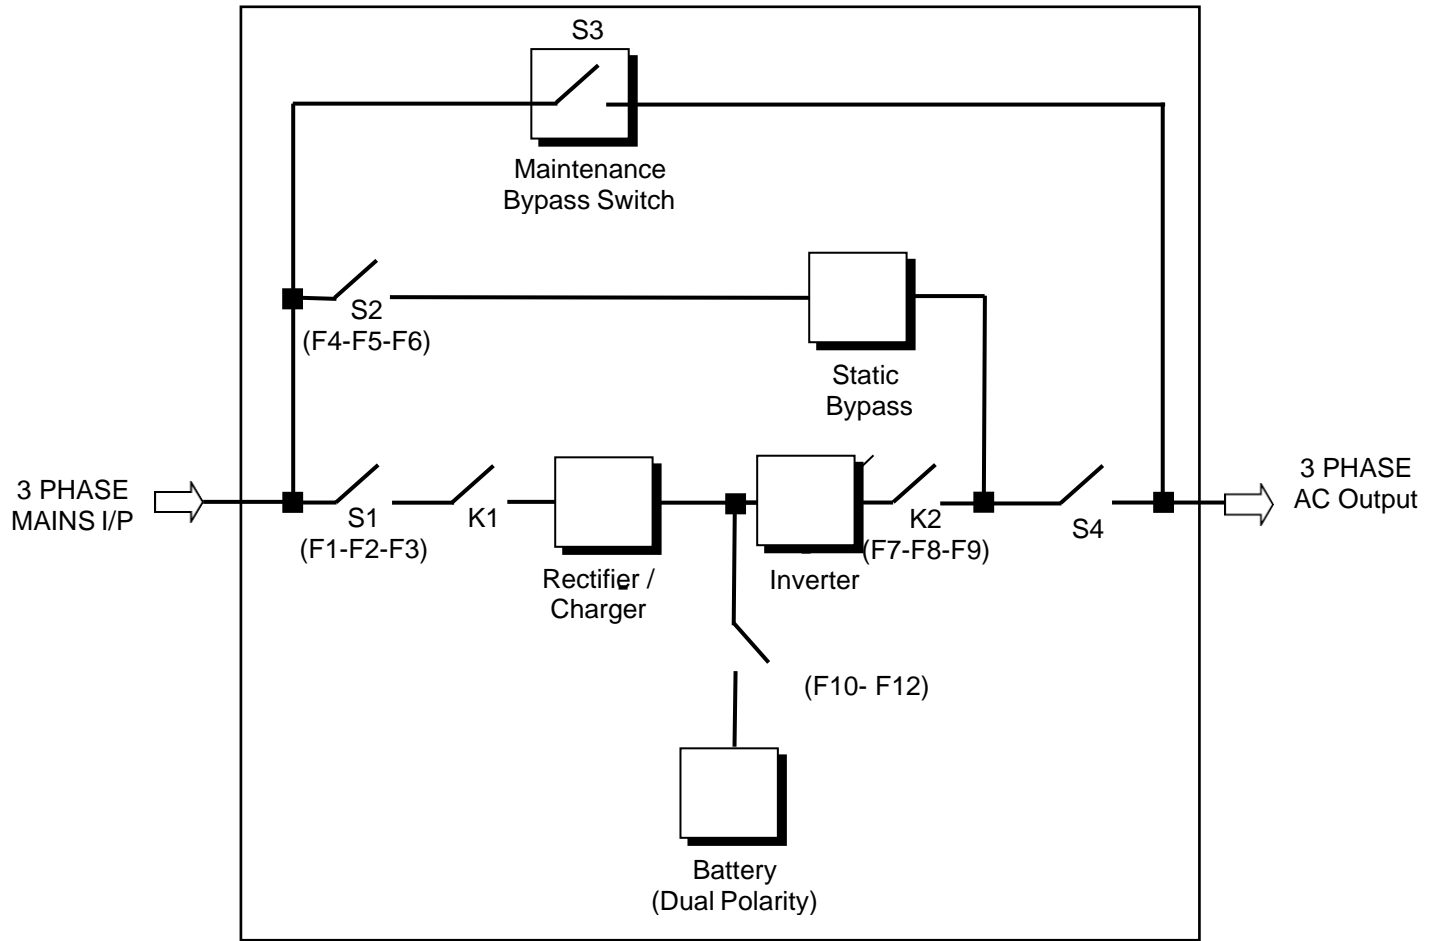 S3
Maintenance
Bypass Switch
S2
(F4-F5-F6)
Static
Bypass
3 PHASE
MAINS I/P
S1
(F1-F2-F3)
K1
Rectifier /
Charger
Inverter
K2
(F7-F8-F9)
S4
3 PHASE
AC Output
(F10- F12)
Battery
(Dual Polarity)